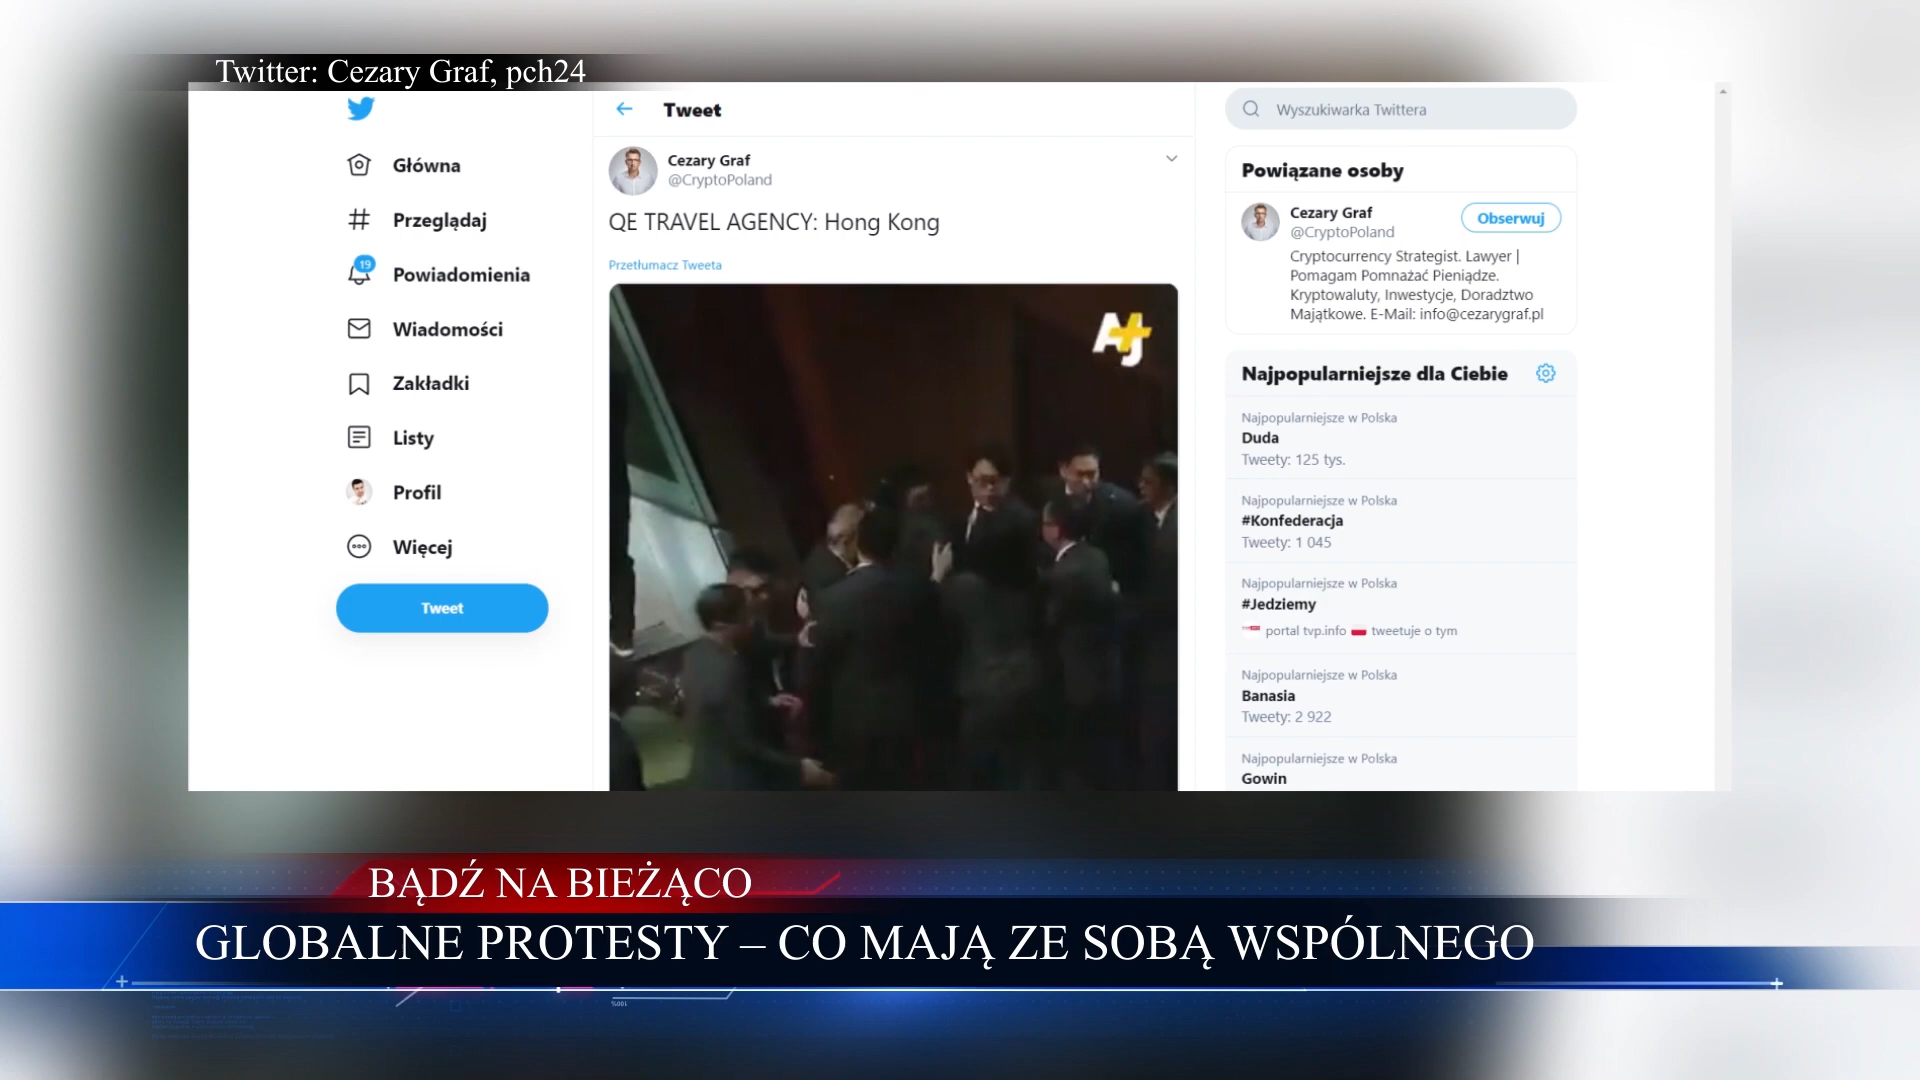 Twitter: Cezary Graf, pch24
Główna
Przeglądaj
19
Powiadomienia
Wiadomości
Zakładki
Listy
Profil
Więcej
Tweet
Tweet
Cezary Graf
@CryptoPoland
QE TRAVEL AGENCY: Hong Kong
Przetłumacz Tweeta
AJ+
Wyszukiwarka Twittera
Powiązane osoby
Cezary Graf
@CryptoPoland
Obserwuj
Cryptocurrency Strategist. Lawyer |
Pomagam Pomnażać Pieniądze.
Kryptowaluty, Inwestycje, Doradztwo
Majątkowe. E-Mail: info@cezarygraf.pl
Najpopularniejsze dla Ciebie
Najpopularniejsze w Polska
Duda
Tweety: 125 tys.
Najpopularniejsze w Polska
#Konfederacja
Tweety: 1 045
Najpopularniejsze w Polska
#Jedziemy
portal tvp.info tweetuje o tym
Najpopularniejsze w Polska
Banasia
Tweety: 2 922
Najpopularniejsze w Polska
Gowin
BĄDŹ NA BIEŻĄCO
GLOBALNE PROTESTY – CO MAJĄ ZE SOBĄ WSPÓLNEGO